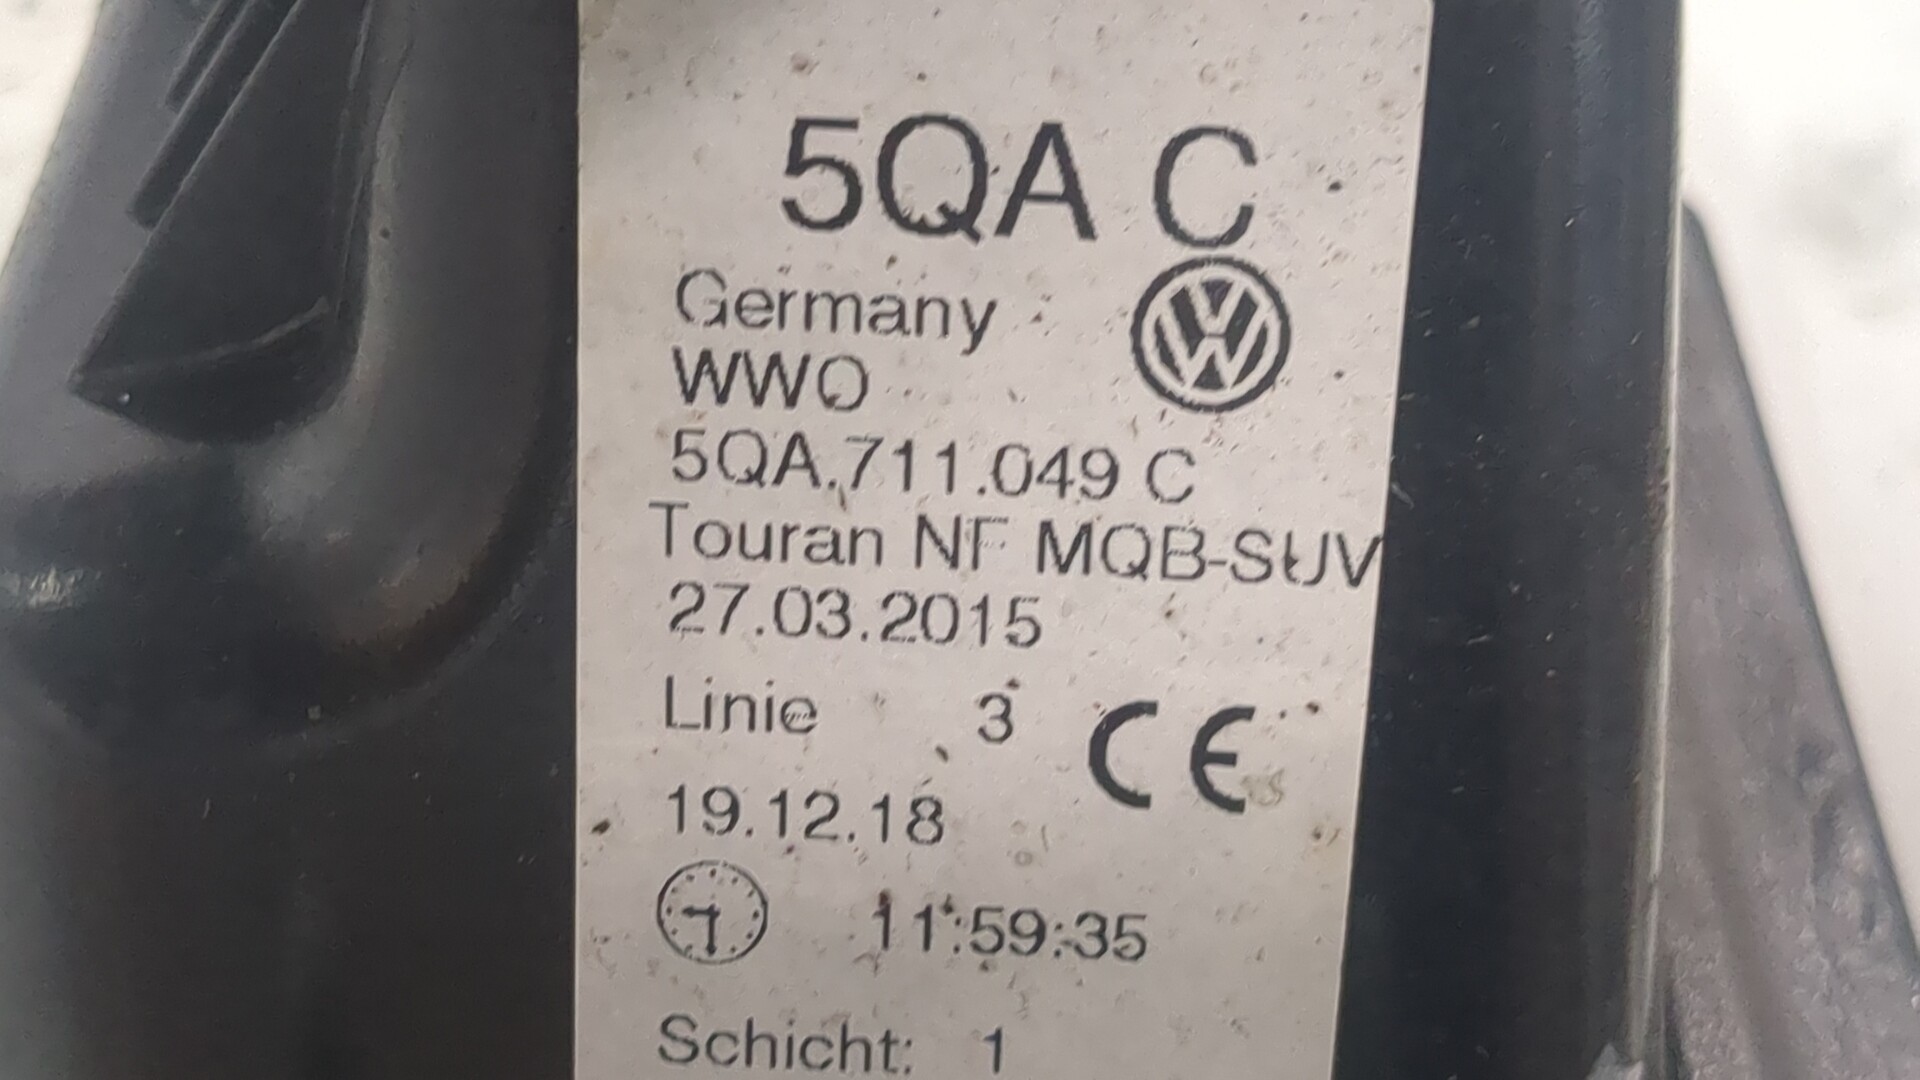 5QA C
Germany
WWO
5QA.711.049 C
Touran NF MQB-SUV
27.03.2015
Linie 3
CE
19.12.18
11:59:35
Schicht: 1